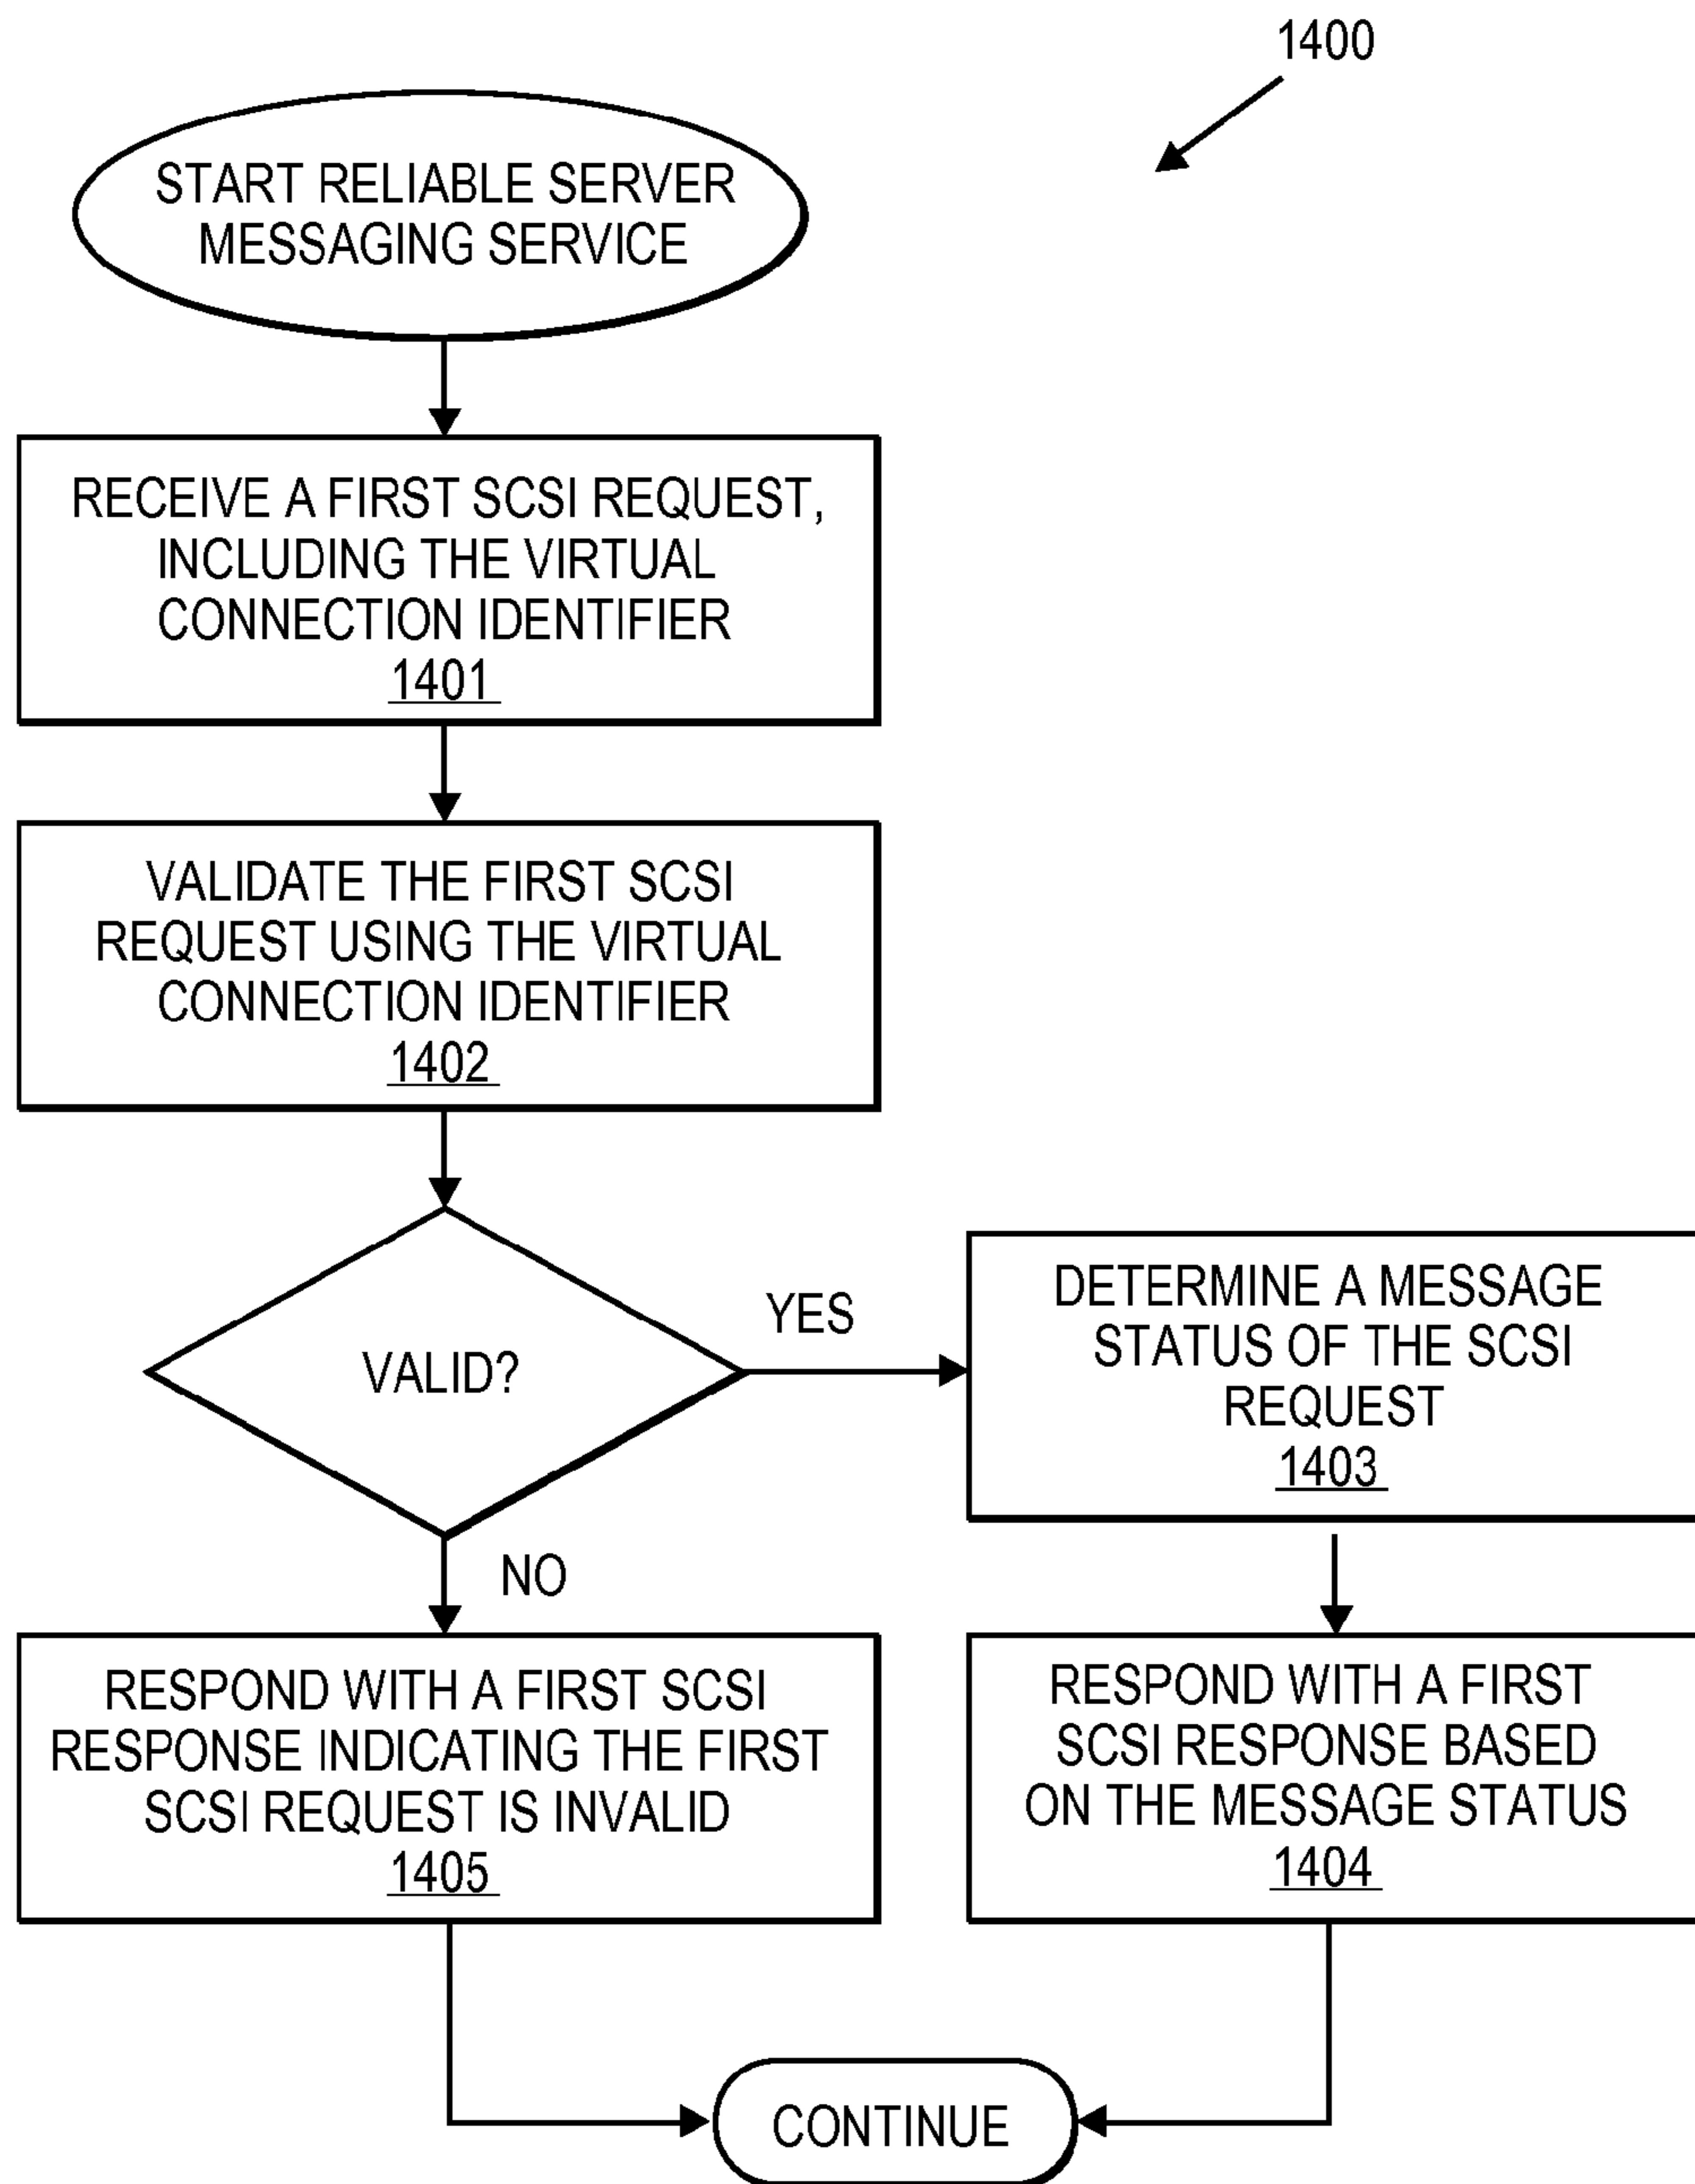 1400
START RELIABLE SERVER
MESSAGING SERVICE
RECEIVE A FIRST SCSI REQUEST,
INCLUDING THE VIRTUAL
CONNECTION IDENTIFIER
1401
VALIDATE THE FIRST SCSI
REQUEST USING THE VIRTUAL
CONNECTION IDENTIFIER
1402
VALID?
YES
DETERMINE A MESSAGE
STATUS OF THE SCSI
REQUEST
1403
NO
RESPOND WITH A FIRST SCSI
RESPONSE INDICATING THE FIRST
SCSI REQUEST IS INVALID
1405
RESPOND WITH A FIRST
SCSI RESPONSE BASED
ON THE MESSAGE STATUS
1404
CONTINUE